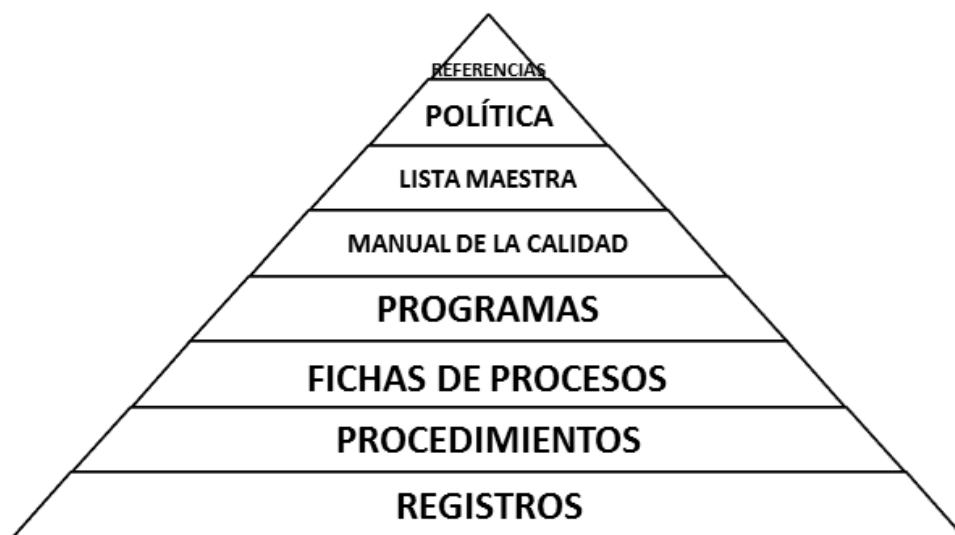 REFERENCIAS
POLÍTICA
LISTA MAESTRA
MANUAL DE LA CALIDAD
PROGRAMAS
FICHAS DE PROCESOS
PROCEDIMIENTOS
REGISTROS